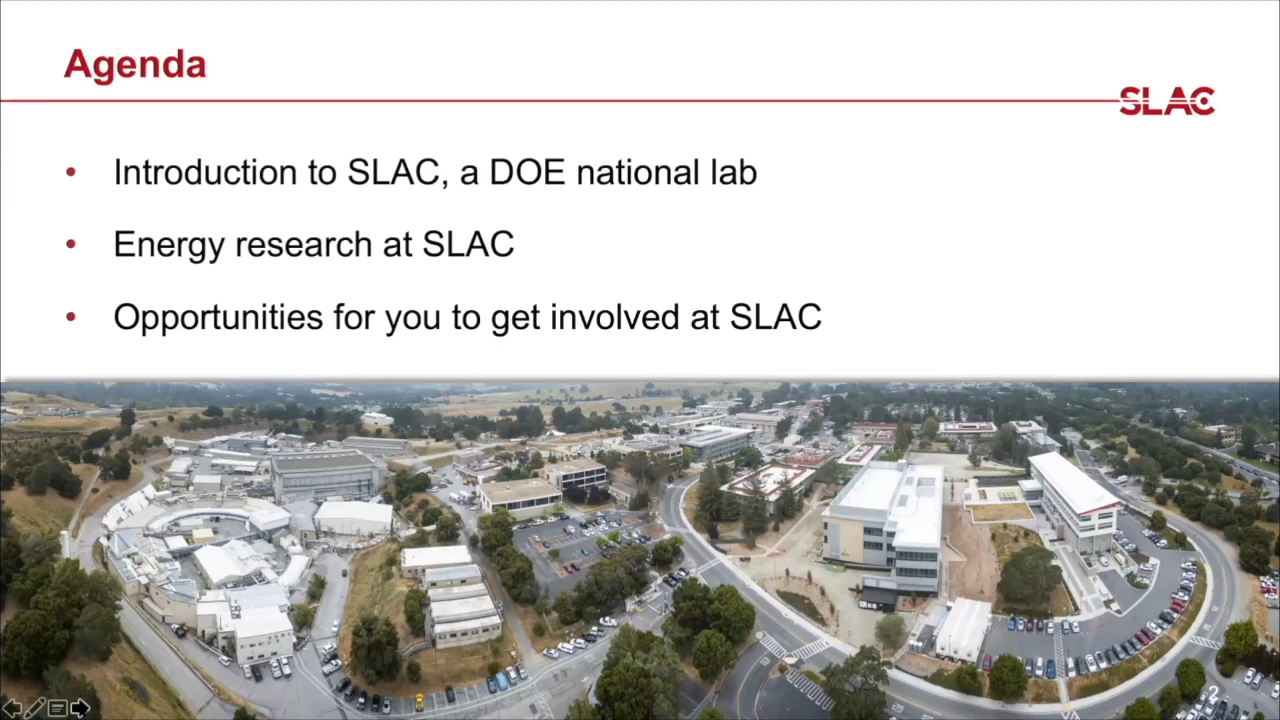 Agenda
SLAC
• Introduction to SLAC, a DOE national lab
• Energy research at SLAC
• Opportunities for you to get involved at SLAC
2